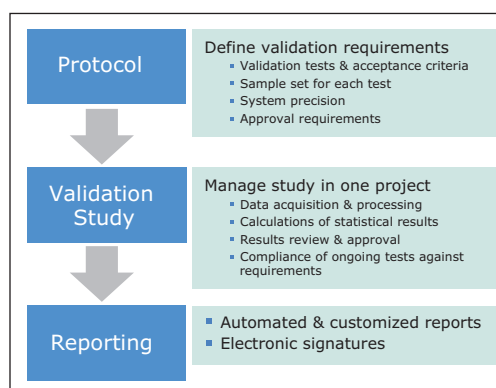 Protocol
Define validation requirements
Validation tests & acceptance criteria
Sample set for each test
System precision
Approval requirements
Validation
Study
Manage study in one project
Data acquisition & processing
Calculations of statistical results
Results review & approval
Compliance of ongoing tests against
requirements
Reporting
Automated & customized reports
Electronic signatures